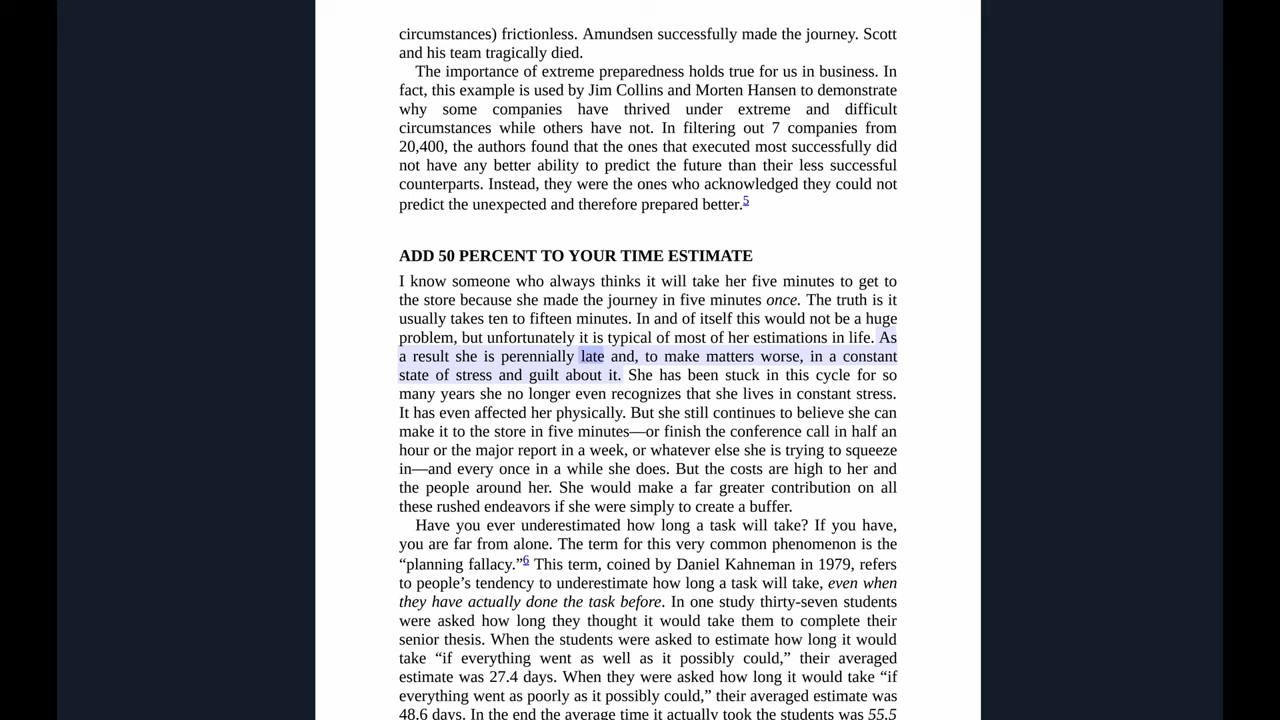 circumstances) frictionless. Amundsen successfully made the journey. Scott
and his team tragically died.
The importance of extreme preparedness holds true for us in business. In
fact, this example is used by Jim Collins and Morten Hansen to demonstrate
why some companies have thrived under extreme and difficult
circumstances while others have not. In filtering out 7 companies from
20,400, the authors found that the ones that executed most successfully did
not have any better ability to predict the future than their less successful
counterparts. Instead, they were the ones who acknowledged they could not
predict the unexpected and therefore prepared better.5
ADD 50 PERCENT TO YOUR TIME ESTIMATE
I know someone who always thinks it will take her five minutes to get to
the store because she made the journey in five minutes once. The truth is it
usually takes ten to fifteen minutes. In and of itself this would not be a huge
problem, but unfortunately it is typical of most of her estimations in life. As
a result she is perennially late and, to make matters worse, in a constant
state of stress and guilt about it. She has been stuck in this cycle for so
many years she no longer even recognizes that she lives in constant stress.
It has even affected her physically. But she still continues to believe she can
make it to the store in five minutes—or finish the conference call in half an
hour or the major report in a week, or whatever else she is trying to squeeze
in—and every once in a while she does. But the costs are high to her and
the people around her. She would make a far greater contribution on all
these rushed endeavors if she were simply to create a buffer.
Have you ever underestimated how long a task will take? If you have,
you are far from alone. The term for this very common phenomenon is the
“planning fallacy.”6 This term, coined by Daniel Kahneman in 1979, refers
to people’s tendency to underestimate how long a task will take, even when
they have actually done the task before. In one study thirty-seven students
were asked how long they thought it would take them to complete their
senior thesis. When the students were asked to estimate how long it would
take “if everything went as well as it possibly could,” their averaged
estimate was 27.4 days. When they were asked how long it would take “if
everything went as poorly as it possibly could,” their averaged estimate was
48.6 days. In the end the average time it actually took the students was 55.5